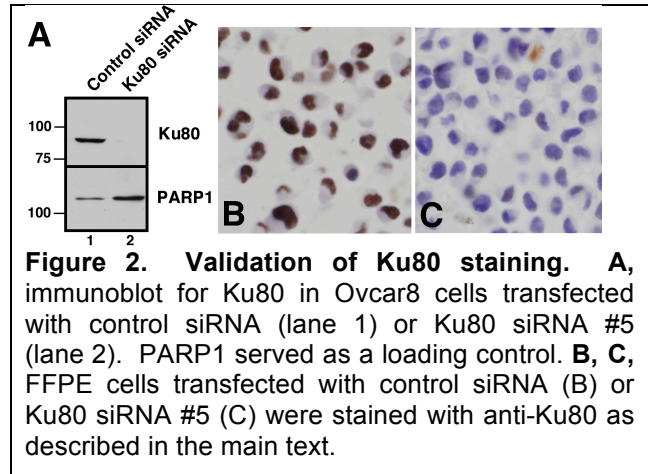 A
Control siRNA
Ku80 siRNA
100
75
Ku80
100
PARP1
1 2
B
C
Figure 2. Validation of Ku80 staining. A,
immunoblot for Ku80 in Ovcar8 cells transfected
with control siRNA (lane 1) or Ku80 siRNA #5
(lane 2). PARP1 served as a loading control. B, C,
FFPE cells transfected with control siRNA (B) or
Ku80 siRNA #5 (C) were stained with anti-Ku80 as
described in the main text.